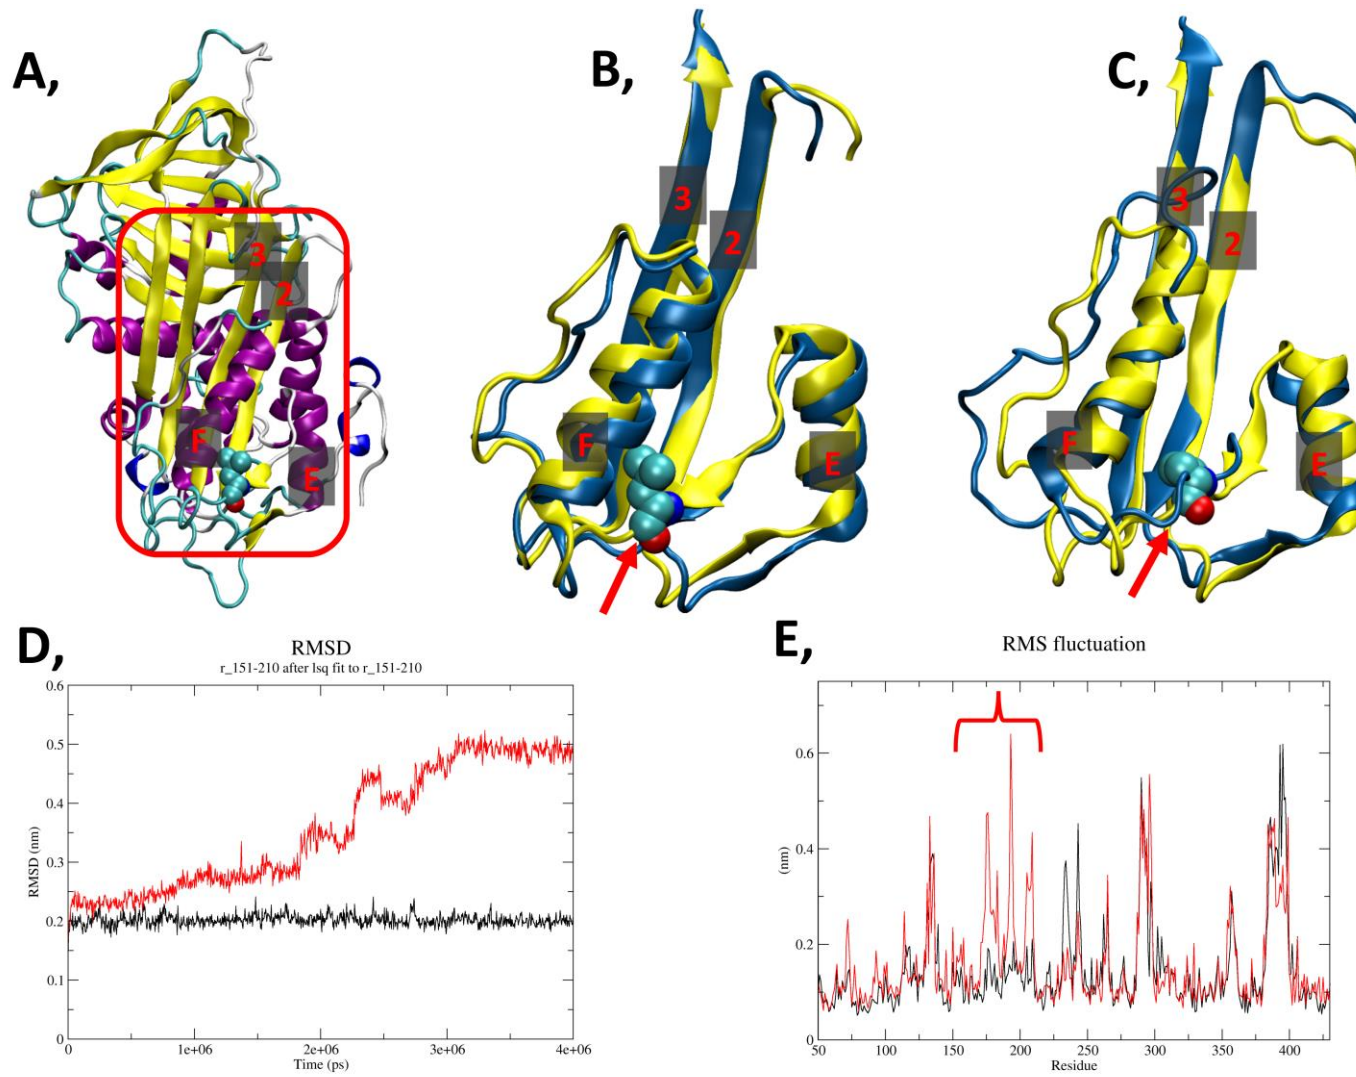 A,
B,
C,
3
2
F
E
3
2
F
E
3
2
F
E
D,
RMSD
r_151-210 after lsq fit to r_151-210
0.6
0.5
0.4
0.3
0.2
0.1
0
RMSD (nm)
0
1e+06
2e+06
3e+06
4e+06
Time (ps)
E,
RMS fluctuation
0.6
0.4
0.2
0
(nm)
50
100
150
200
250
300
350
400
Residue